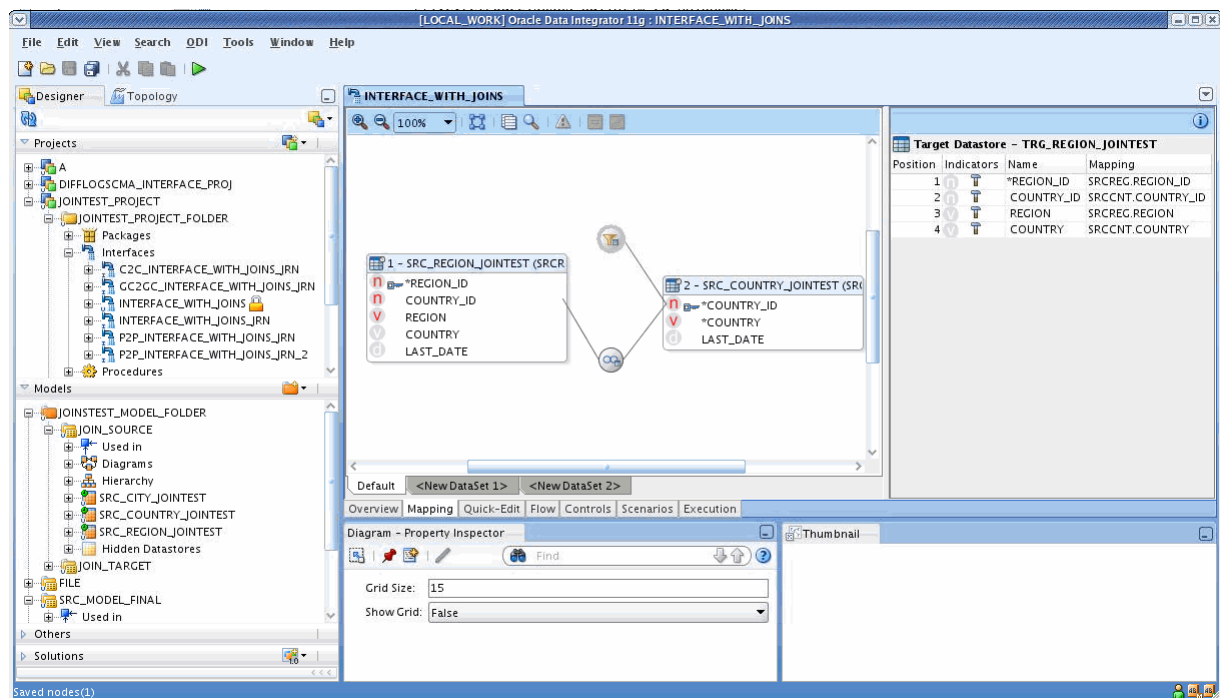 [LOCAL_WORK] Oracle Data Integrator 11g : INTERFACE_WITH_JOINS
File Edit View Search ODI Tools Window Help
Designer Topology
Projects
A
DIFFLOGSCMA_INTERFACE_PROJ
JOINTEST_PROJECT
JOINTEST_PROJECT_FOLDER
Packages
Interfaces
C2C_INTERFACE_WITH_JOINS_JRN
GC2GC_INTERFACE_WITH_JOINS_JRN
INTERFACE_WITH_JOINS
INTERFACE_WITH_JOINS_JRN
P2P_INTERFACE_WITH_JOINS_JRN
P2P_INTERFACE_WITH_JOINS_JRN_2
Procedures
Models
JOINSTEST_MODEL_FOLDER
JOIN_SOURCE
Used in
Diagrams
Hierarchy
SRC_CITY_JOINTEST
SRC_COUNTRY_JOINTEST
SRC_REGION_JOINTEST
Hidden Datastores
JOIN_TARGET
FILE
SRC_MODEL_FINAL
Used in
Others
Solutions
1.0
<<<
Saved nodes(1)
INTERFACE_WITH_JOINS
100%
1 - SRC_REGION_JOINTEST (SRCR
n *REGION_ID
n COUNTRY_ID
v REGION
v COUNTRY
d LAST_DATE
2 - SRC_COUNTRY_JOINTEST (SR
n *COUNTRY_ID
v *COUNTRY
d LAST_DATE
Default <New DataSet 1> <New DataSet 2>
Overview Mapping Quick-Edit Flow Controls Scenarios Execution
Target Datastore - TRG_REGION_JOINTEST
Position Indicators Name Mapping
1 n *REGION_ID SRCREG.REGION_ID
2 n COUNTRY_ID SRCCNT.COUNTRY_ID
3 v REGION SRCREG.REGION
4 v COUNTRY SRCCNT.COUNTRY
Diagram - Property Inspector
Find
Grid Size: 15
Show Grid: False
Thumbnail